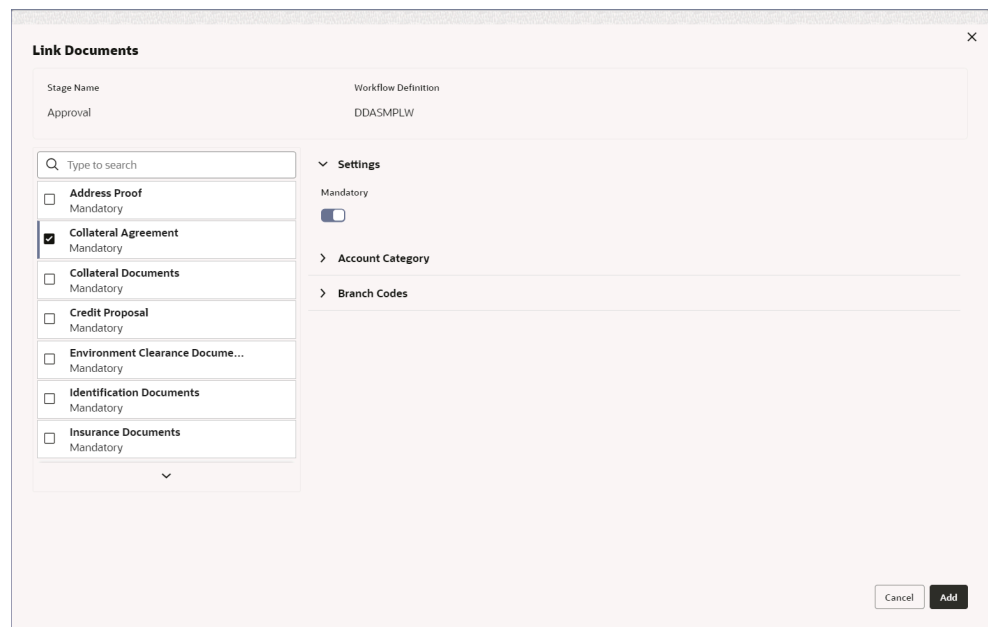 Link Documents
Stage Name
Workflow Definition
Approval
DDASMPLW
Type to search
Address Proof
Mandatory
Collateral Agreement
Mandatory
Collateral Documents
Mandatory
Credit Proposal
Mandatory
Environment Clearance Docume...
Mandatory
Identification Documents
Mandatory
Insurance Documents
Mandatory
Settings
Mandatory
Account Category
Branch Codes
Cancel
Add